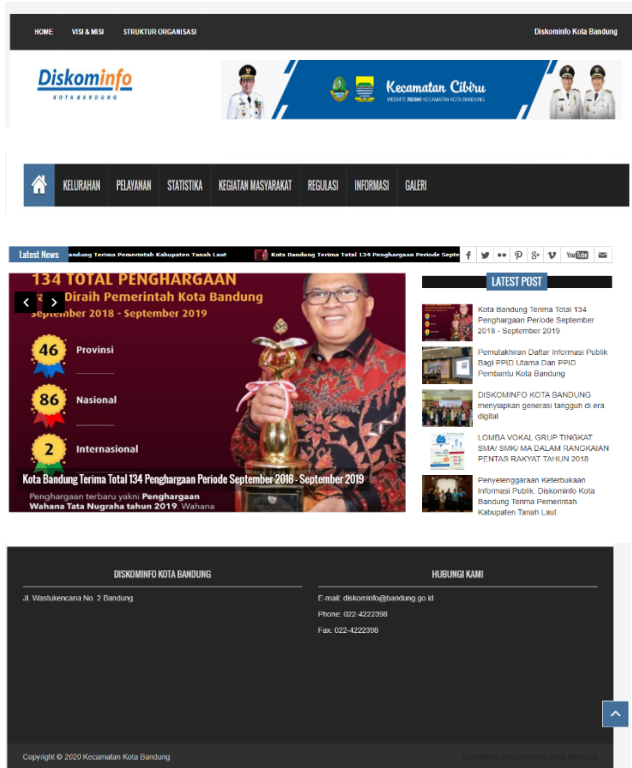 HOME VISI & MISI STRUKTUR ORGANISASI Diskominfo Kota Bandung
Diskominfo
KOTA BANDUNG
Kecamatan Cibiru
WEBSITE RESMI KECAMATAN KOTA BANDUNG
KELURAHAN PELAYANAN STATISTIKA KEGIATAN MASYARAKAT REGULASI INFORMASI GALERI
Latest News andung Terima Pemerintah Kabupaten Tanah Laut Kota Bandung Terima Total 134 Penghargaan Periode Septe
You Tube
134 TOTAL PENGHARGAAN
Diraih Pemerintah Kota Bandung
September 2018 - September 2019
46 Provinsi
86 Nasional
2 Internasional
Kota Bandung Terima Total 134 Penghargaan Periode September 2018 - September 2019
Penghargaan terbaru yakni Penghargaan
Wahana Tata Nugraha tahun 2019. Wahana
LATEST POST
Kota Bandung Terima Total 134
Penghargaan Periode September
2018 - September 2019
Pemutakhiran Daftar Informasi Publik
Bagi PPID Utama Dan PPID
Pembantu Kota Bandung
DISKOMINFO KOTA BANDUNG
menyiapkan generasi tangguh di era
digital
LOMBA VOKAL GRUP TINGKAT
SMA/ SMK/ MA DALAM RANGKAIAN
PENTAS RAKYAT TAHUN 2018
Penyelenggaraan Keterbukaan
Informasi Publik: Diskominfo Kota
Bandung Terima Pemerintah
Kabupaten Tanah Laut
DISKOMINFO KOTA BANDUNG
Jl. Wastukencana No. 2 Bandung
HUBUNGI KAMI
E-mail: diskominfo@bandung.go.id
Phone: 022-4222398
Fax: 022-4222398
Copyright © 2020 Kecamatan Kota Bandung